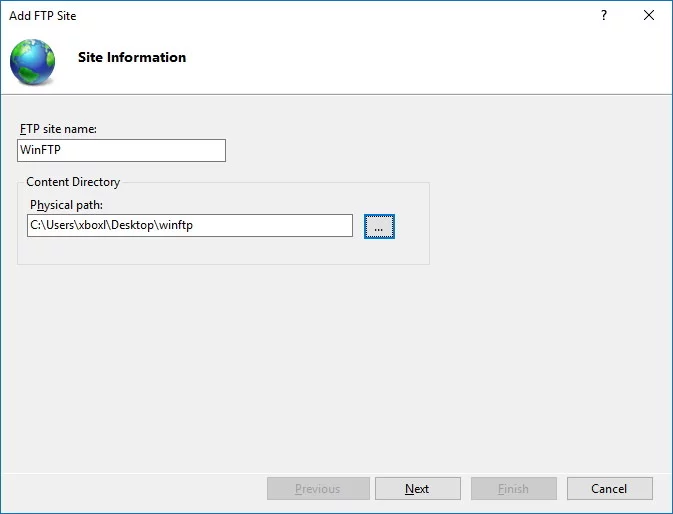 Add FTP Site
?
Site Information
FTP site name:
WinFTP
Content Directory
Physical path:
C:\Users\xboxl\Desktop\winftp
...
Previous
Next
Finish
Cancel